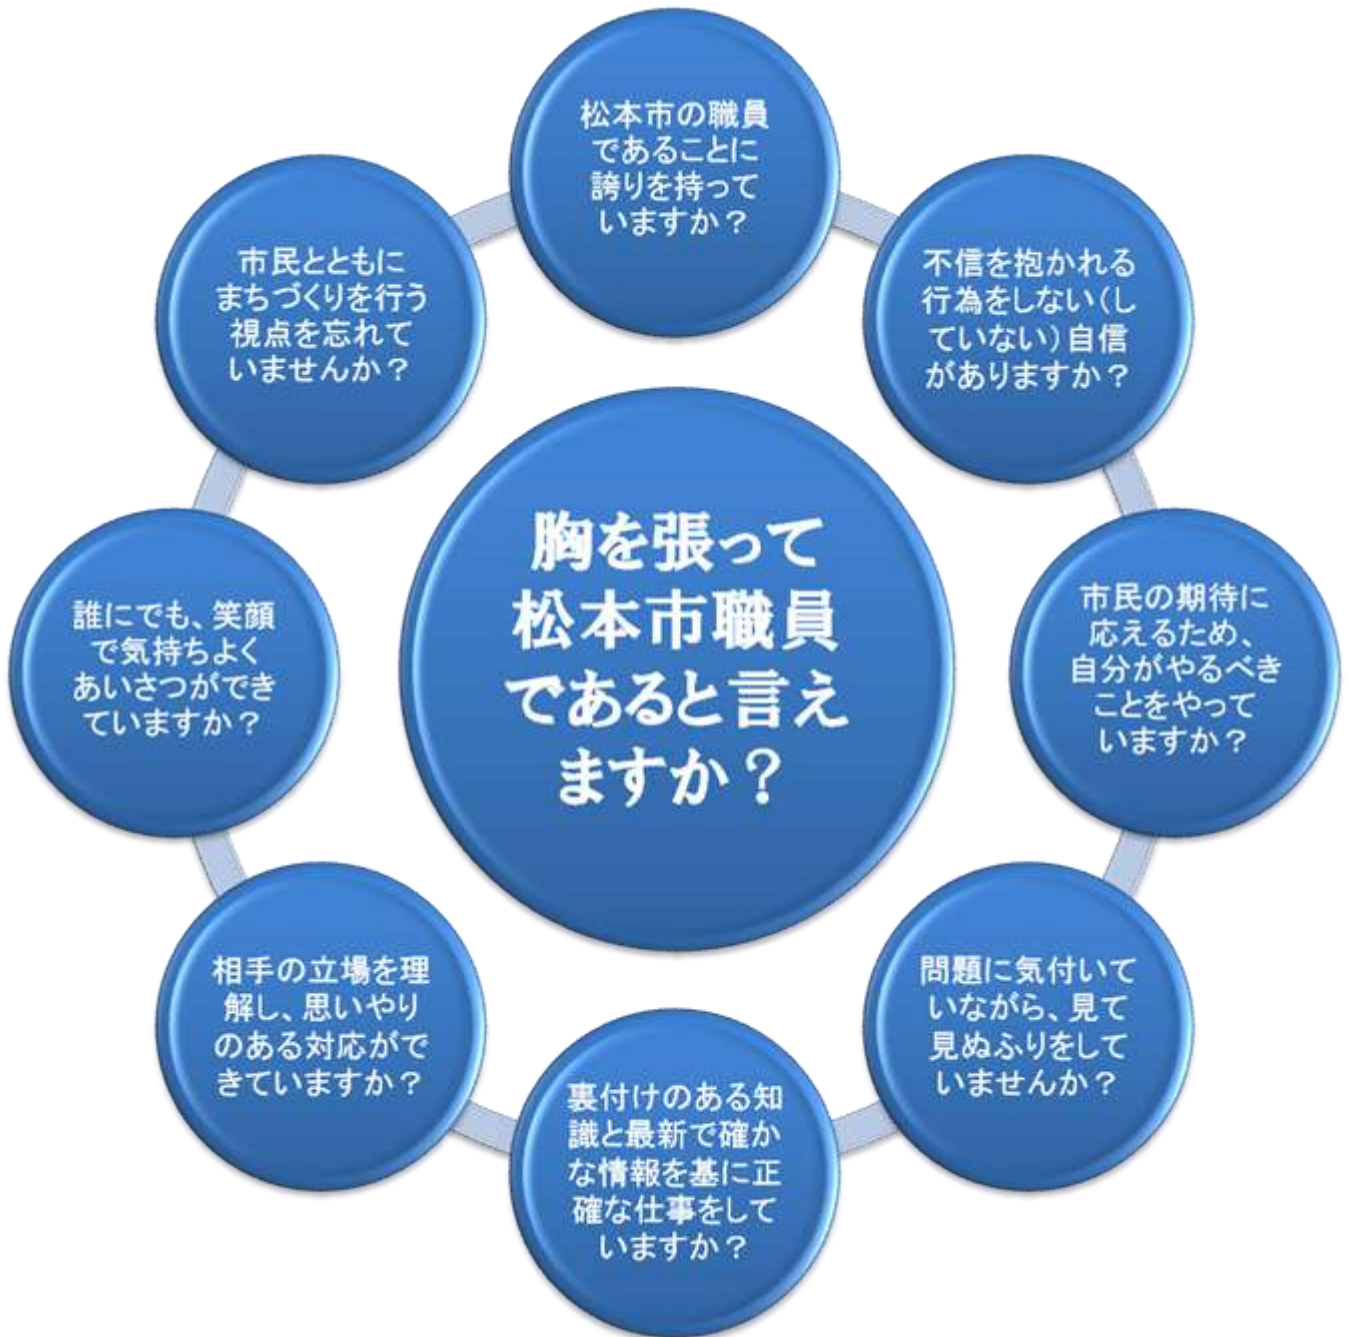 松本市の職員
であることに
誇りを持って
いますか？
不信を抱かれる
行為をしない（し
ていない）自信
がありますか？
市民の期待に
応えるため、
自分がやるべき
ことをやって
いますか？
問題に気付いて
いながら、見て
見ぬふりをして
いませんか？
裏付けのある知
識と最新で確か
な情報を基に正
確な仕事をして
いますか？
相手の立場を理
解し、思いやり
のある対応がで
きていますか？
誰にでも、笑顔
で気持ちよく
あいさつができ
ていますか？
市民とともに
まちづくりを行う
視点を忘れて
いませんか？
胸を張って
松本市職員
であると言え
ますか？